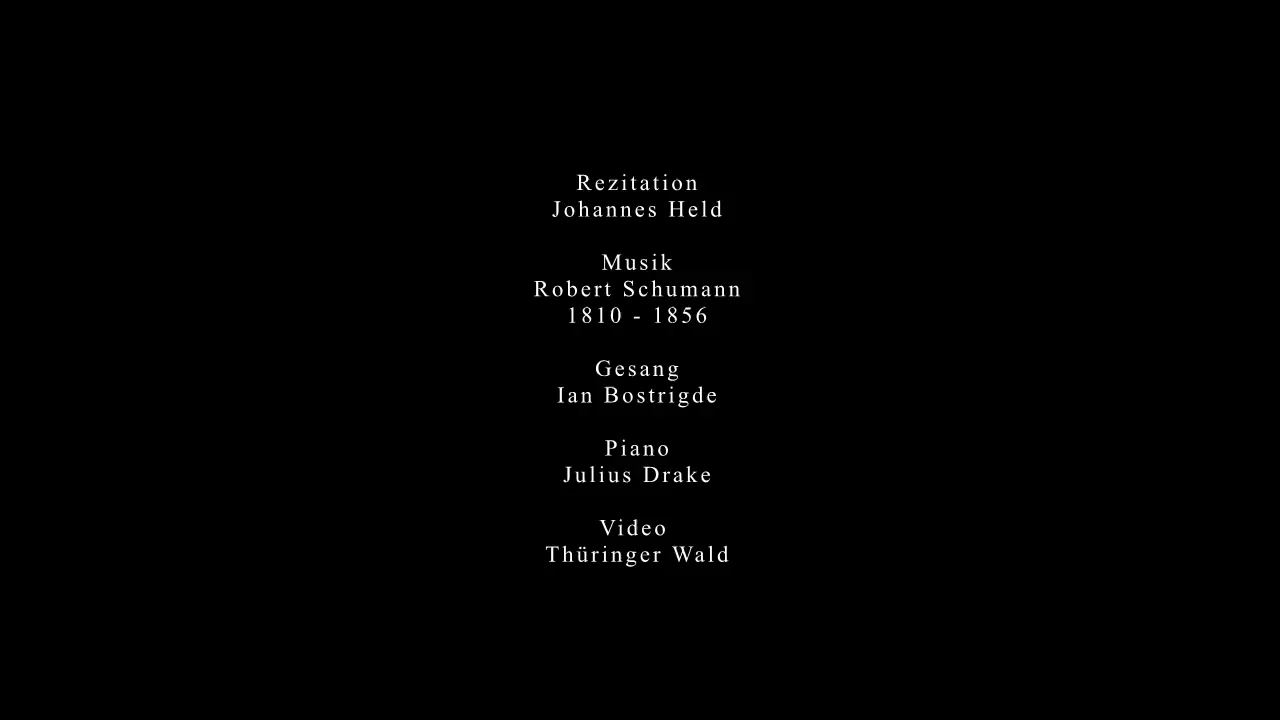 Rezitation
Johannes Held
Musik
Robert Schumann
1810 - 1856
Gesang
Ian Bostrigde
Piano
Julius Drake
Video
Thüringer Wald